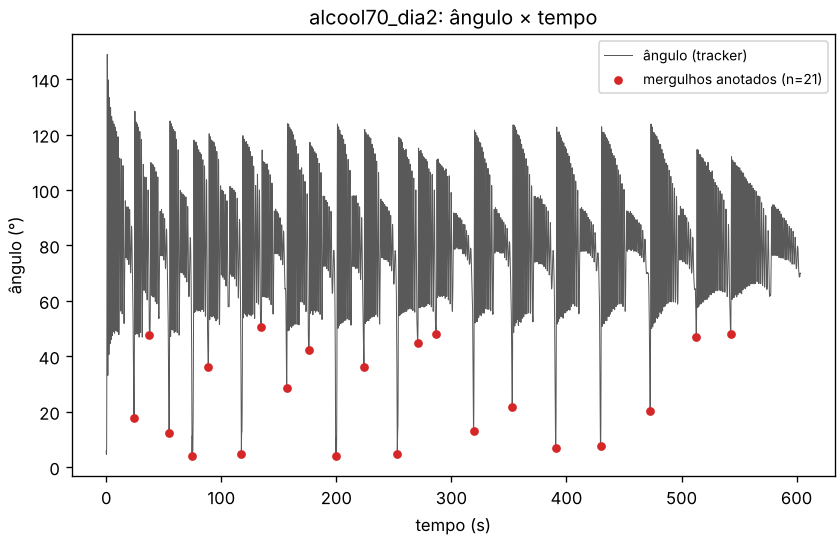 alcool70_dia2: ângulo × tempo
ângulo (tracker)
mergulhos anotados (n=21)
ângulo (°)
140
120
100
80
60
40
20
0
0 100 200 300 400 500 600
tempo (s)